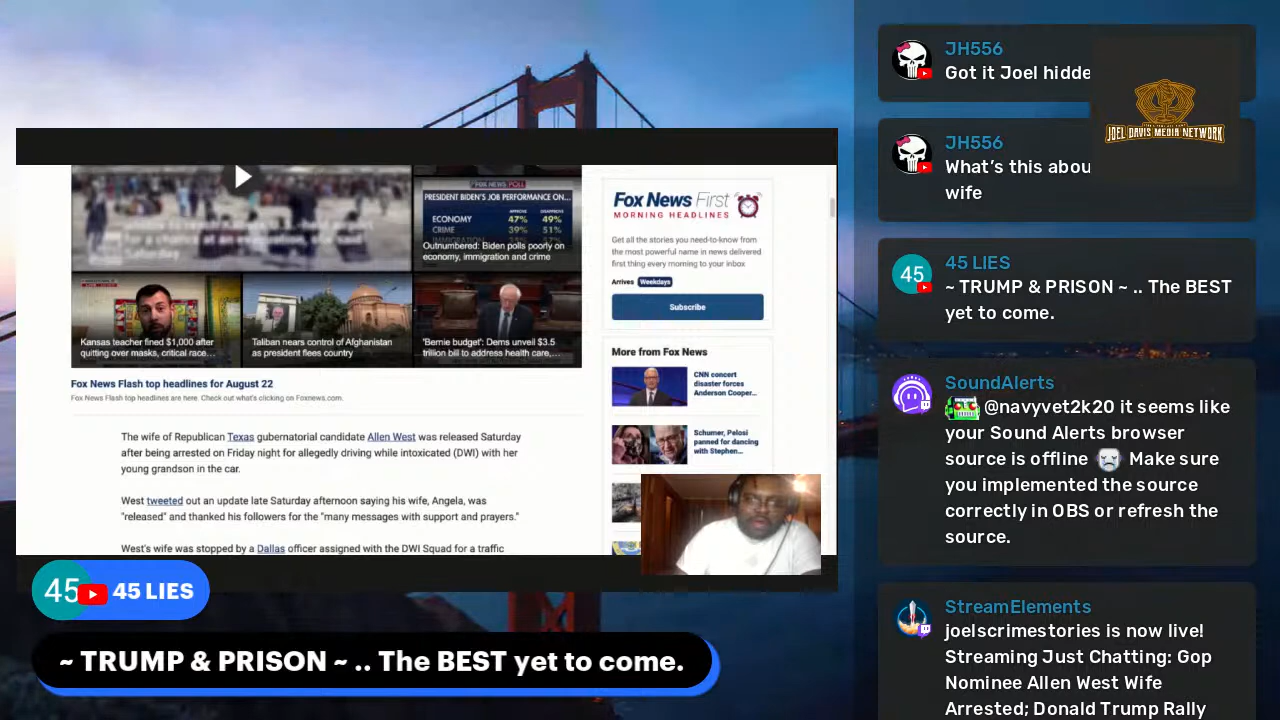 FOX NEWS POLL
PRESIDENT BIDEN'S JOB PERFORMANCE ON...
APPROVE DISAPPROVE
ECONOMY 47% 49%
CRIME 39% 51%
Outnumbered: Biden polls poorly on
economy, immigration and crime
Kansas teacher fined $1,000 after
quitting over masks, critical race…
Taliban nears control of Afghanistan
as president flees country
'Bernie budget': Dems unveil $3.5
trillion bill to address health care,…
Fox News Flash top headlines for August 22
Fox News Flash top headlines are here. Check out what's clicking on Foxnews.com.
The wife of Republican Texas gubernatorial candidate Allen West was released Saturday
after being arrested on Friday night for allegedly driving while intoxicated (DWI) with her
young grandson in the car.
West tweeted out an update late Saturday afternoon saying his wife, Angela, was
"released" and thanked his followers for the "many messages with support and prayers."
West's wife was stopped by a Dallas officer assigned with the DWI Squad for a traffic
Fox News First
MORNING HEADLINES
Get all the stories you need-to-know from
the most powerful name in news delivered
first thing every morning to your inbox
Arrives Weekdays
Subscribe
More from Fox News
CNN concert
disaster forces
Anderson Cooper...
Schumer, Pelosi
panned for dancing
with Stephen...
45 45 LIES
~ TRUMP & PRISON ~ .. The BEST yet to come.
JH556
Got it Joel hidde
JOEL DAVIS MEDIA NETWORK
JH556
What's this abou
wife
45
45 LIES
~ TRUMP & PRISON ~ .. The BEST
yet to come.
SoundAlerts
@navyvet2k20 it seems like
your Sound Alerts browser
source is offline Make sure
you implemented the source
correctly in OBS or refresh the
source.
StreamElements
joelscrimestories is now live!
Streaming Just Chatting: Gop
Nominee Allen West Wife
Arrested; Donald Trump Rally